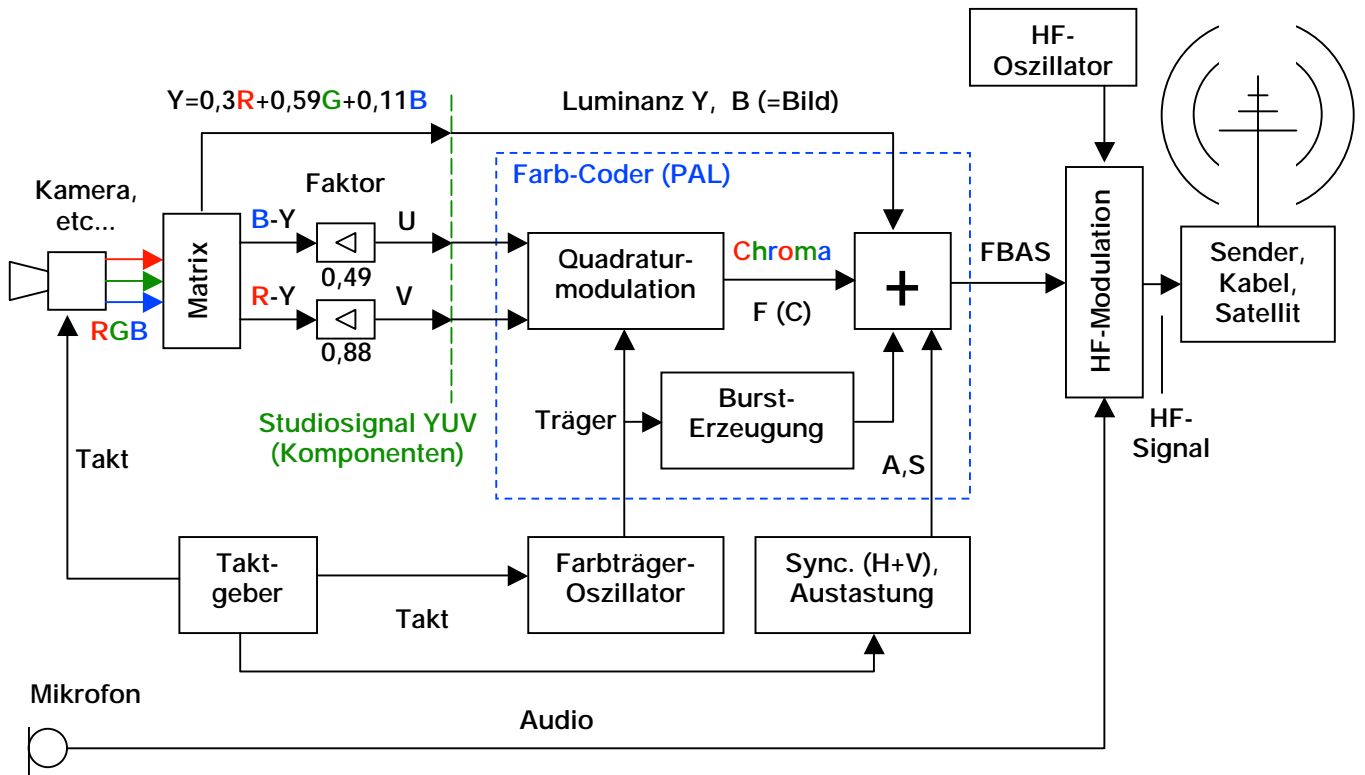 HF-
Oszillator
Y=0,3R+0,59G+0,11B
Luminanz Y, B (=Bild)
Farb-Coder (PAL)
Kamera,
etc...
Faktor
B-Y
U
Matrix
0,49
R-Y
V
0,88
RGB
Quadratur-
modulation
Chroma
F (C)
+
FBAS
HF-Modulation
Sender,
Kabel,
Satellit
HF-
Signal
Studiosignal YUV
(Komponenten)
Träger
Burst-
Erzeugung
A,S
Takt
Takt-
geber
Takt
Farbträger-
Oszillator
Sync. (H+V),
Austastung
Mikrofon
Audio